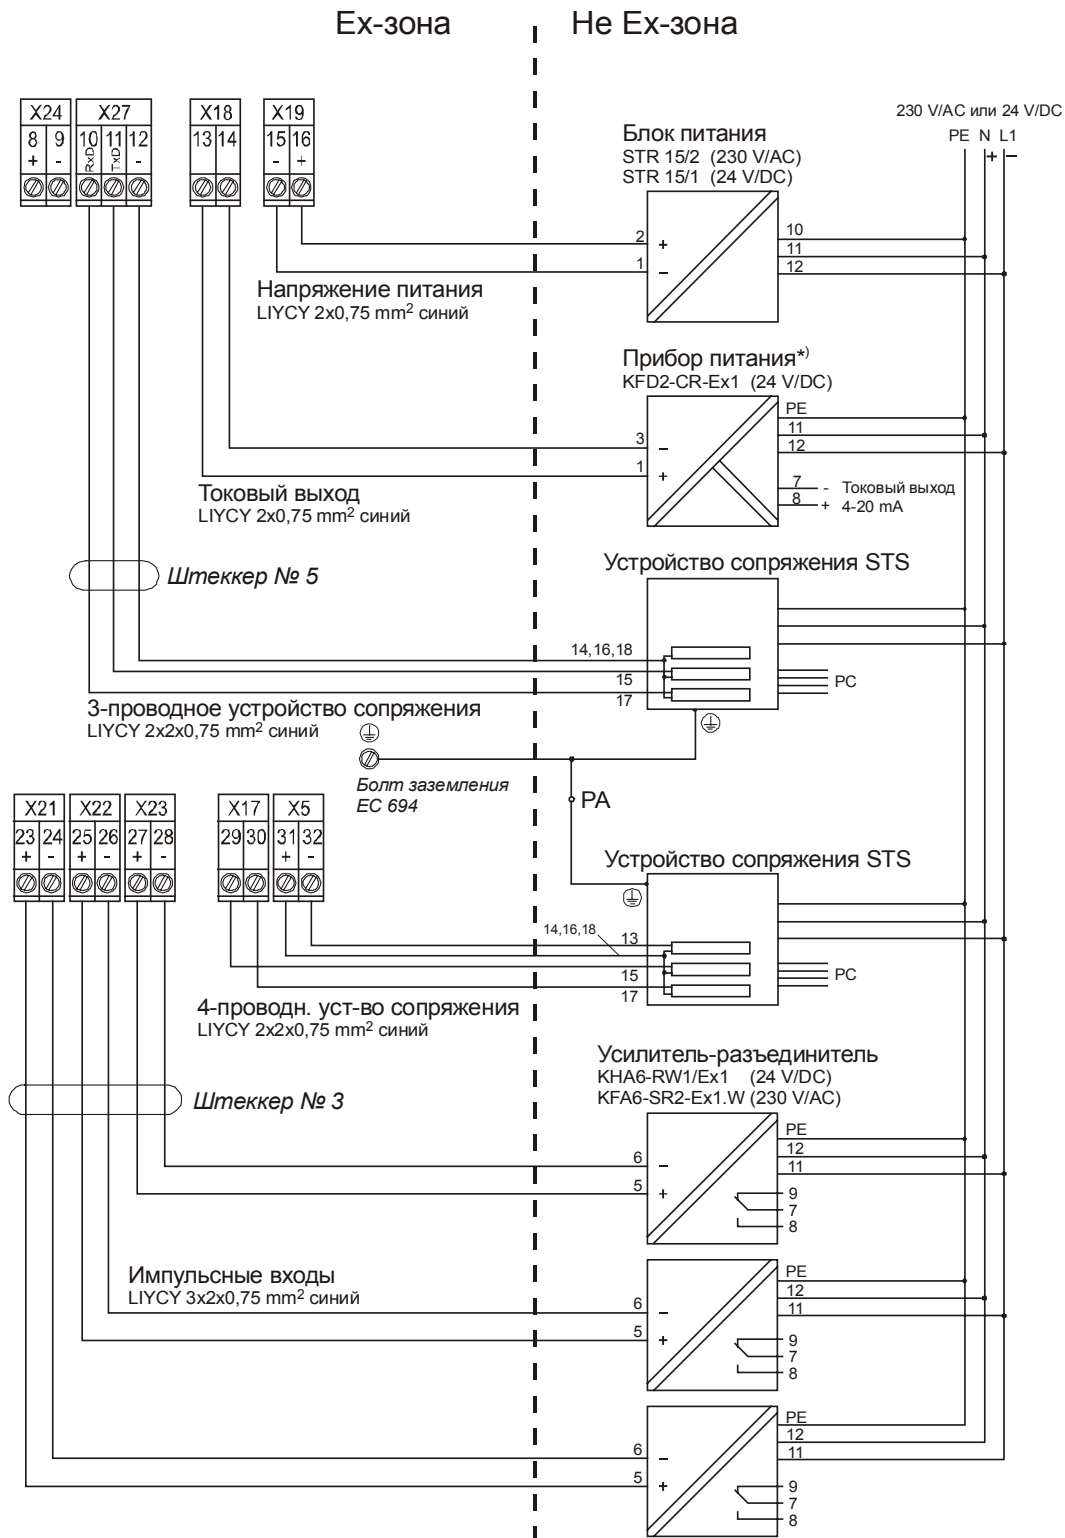 Ex-зона
Не Ex-зона
X24 X27 X18 X19
8 9 10 11 12 13 14 15 16
+ - RxD TxD - - +
230 V/AC или 24 V/DC
PE N L1
+ −
Блок питания
STR 15/2 (230 V/AC)
STR 15/1 (24 V/DC)
2 + 10
11
1 − 12
Напряжение питания
LIYCY 2x0,75 mm² синий
Прибор питания*)
KFD2-CR-Ex1 (24 V/DC)
PE
3 − 11
12
1 +
7 - Токовый выход
8 + 4-20 mA
Токовый выход
LIYCY 2x0,75 mm² синий
Штеккер № 5
Устройство сопряжения STS
14,16,18
15
17
PC
3-проводное устройство сопряжения
LIYCY 2x2x0,75 mm² синий
Болт заземления
EC 694
PA
X21 X22 X23 X17 X5
23 24 25 26 27 28 29 30 31 32
+ - + - + - + -
Устройство сопряжения STS
14,16,18
13
15
17
PC
4-проводн. уст-во сопряжения
LIYCY 2x2x0,75 mm² синий
Усилитель-разъединитель
KHA6-RW1/Ex1 (24 V/DC)
KFA6-SR2-Ex1.W (230 V/AC)
Штеккер № 3
PE
12
6 − 11
5 + 9
7
8
Импульсные входы
LIYCY 3x2x0,75 mm² синий
PE
12
6 − 11
5 + 9
7
8
PE
12
6 − 11
5 + 9
7
8